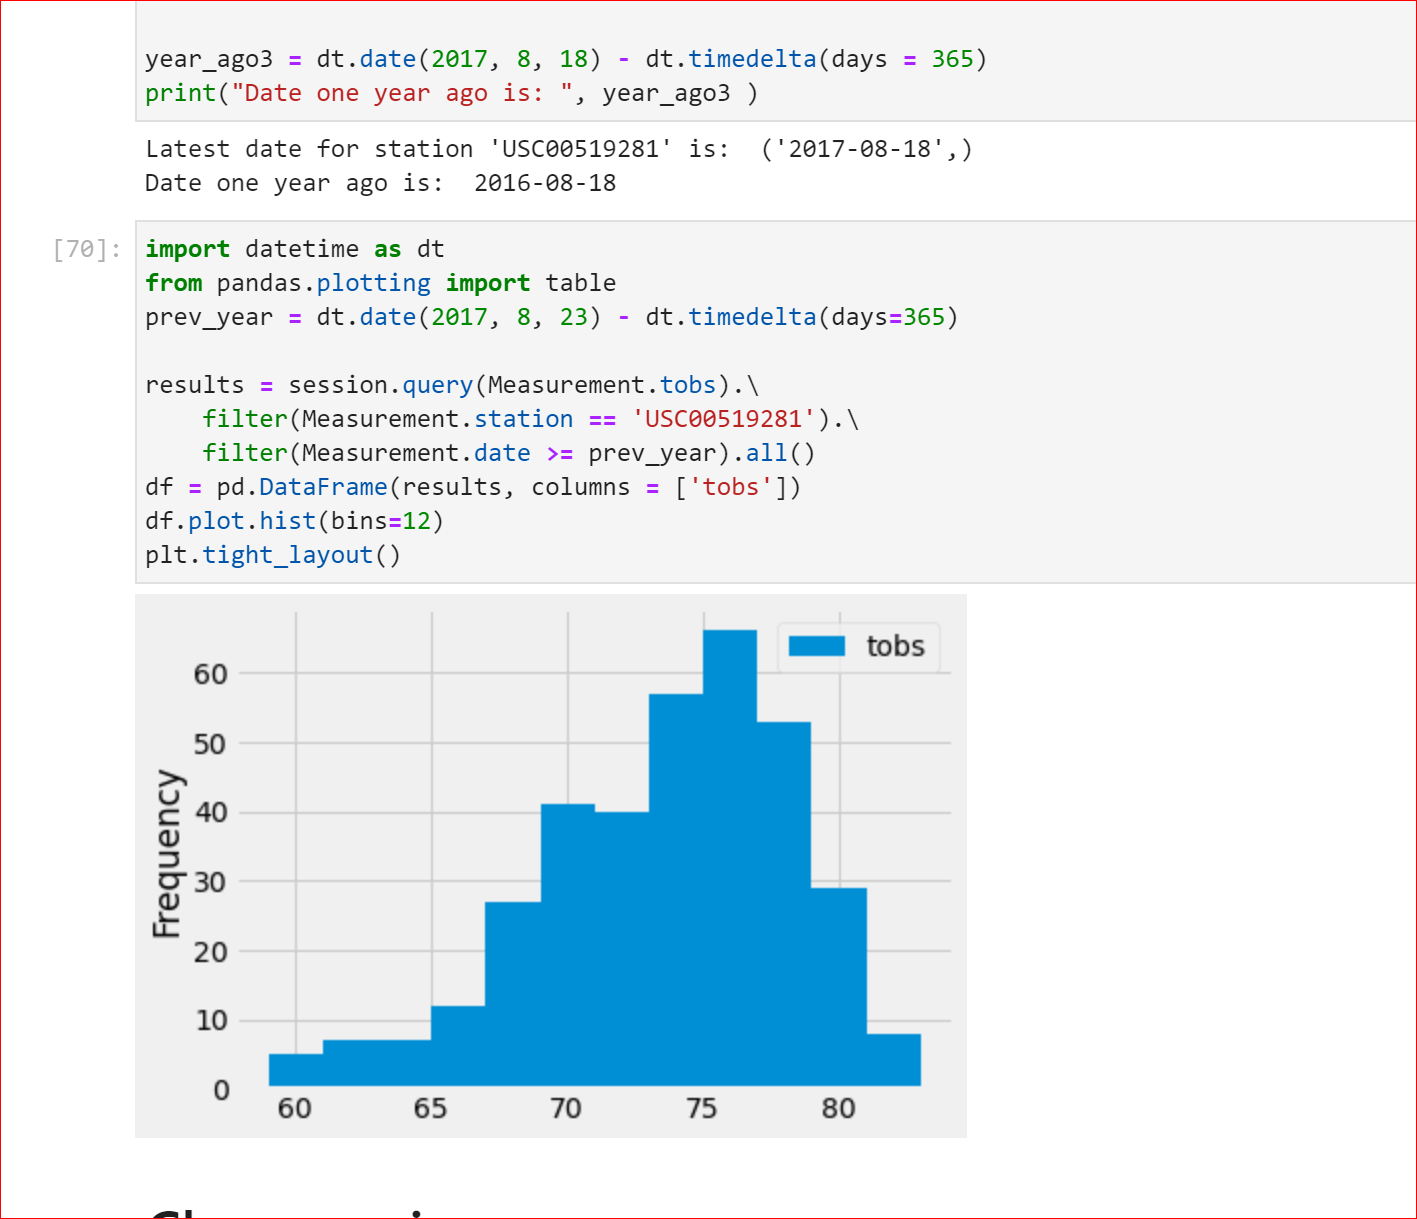 year_ago3 = dt.date(2017, 8, 18) - dt.timedelta(days = 365)
print("Date one year ago is: ", year_ago3 )
Latest date for station 'USC00519281' is:  ('2017-08-18',)
Date one year ago is:  2016-08-18
[70]:
import datetime as dt
from pandas.plotting import table
prev_year = dt.date(2017, 8, 23) - dt.timedelta(days=365)
results = session.query(Measurement.tobs).\
    filter(Measurement.station == 'USC00519281').\
    filter(Measurement.date >= prev_year).all()
df = pd.DataFrame(results, columns = ['tobs'])
df.plot.hist(bins=12)
plt.tight_layout()
tobs
Frequency
60
50
40
30
20
10
0
60 65 70 75 80